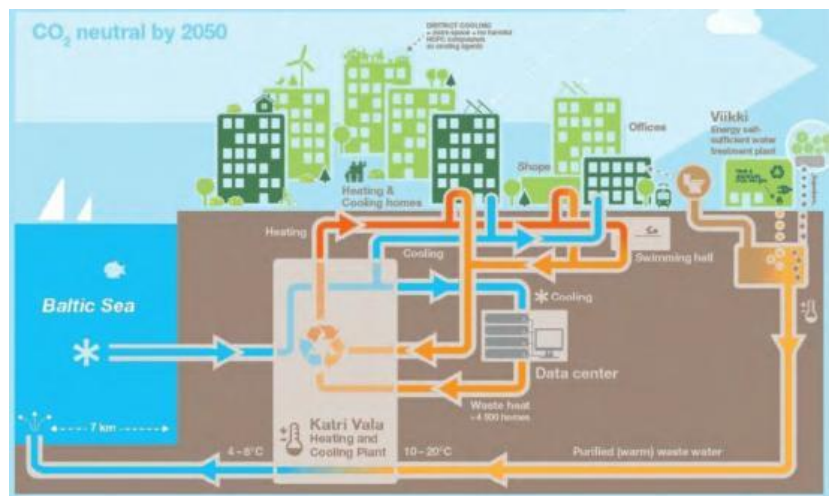 CO₂ neutral by 2050
DISTRICT COOLING
Viikki
Energy self-
sufficient water
treatment plant
Offices
Shops
Heating &
Cooling homes
Heating
Cooling
Swimming hall
Baltic Sea
Cooling
Data center
Waste heat
Katri Vala
Heating and
Cooling Plant
7 km
4 – 6°C
10 – 20°C
Purified (warm) waste water